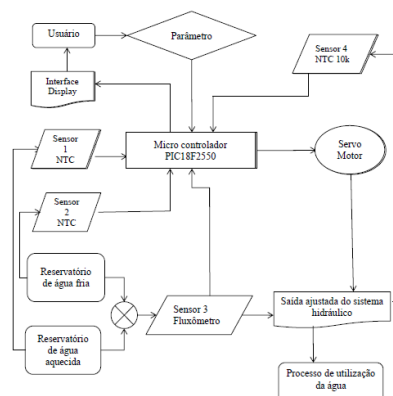 Usuário
Parâmetro
Sensor 4
NTC 10k
Interface
Display
Sensor
1
NTC
Micro controlador
PIC18F2550
Servo
Motor
Sensor
2
NTC
Reservatório
de água fria
Sensor 3
Fluxômetro
Saída ajustada do sistema
hidráulico
Reservatório
de água
aquecida
Processo de utilização
da água